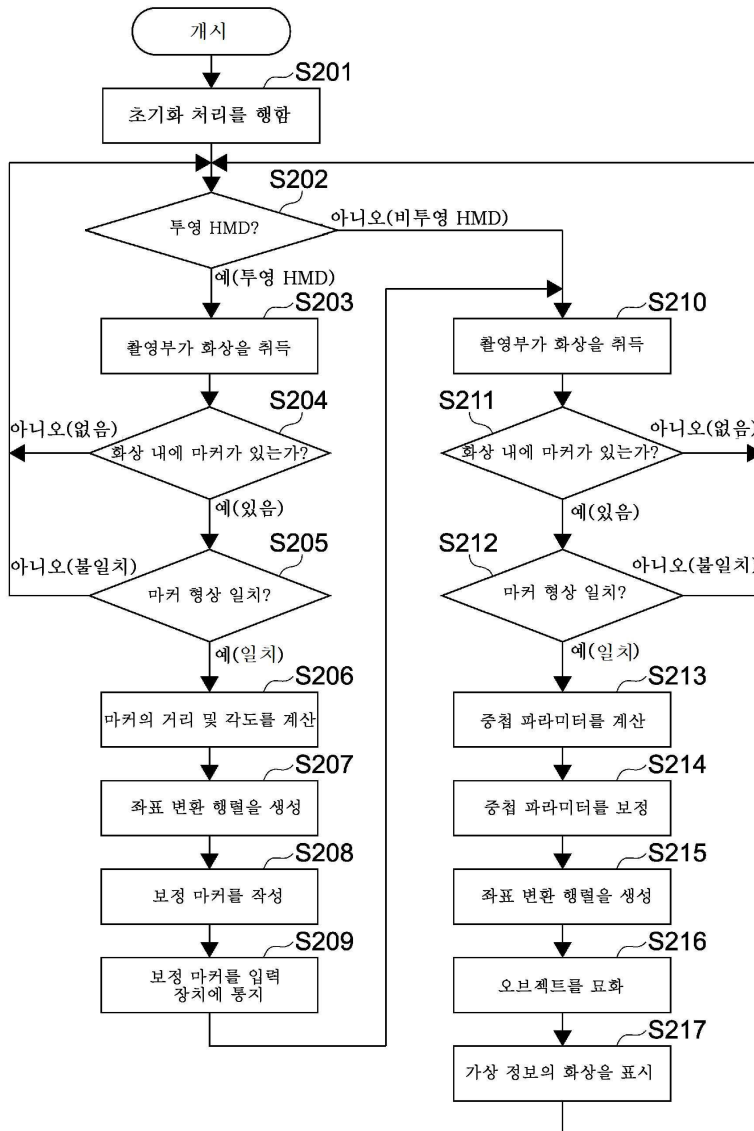 개시
S201
초기화 처리를 행함
S202
투영 HMD?
아니오(비투영 HMD)
예(투영 HMD)
S203
촬영부가 화상을 취득
S204
아니오(없음)
화상 내에 마커가 있는가?
예(있음)
S205
아니오(불일치)
마커 형상 일치?
예(일치)
S206
마커의 거리 및 각도를 계산
S207
좌표 변환 행렬을 생성
S208
보정 마커를 작성
S209
보정 마커를 입력
장치에 통지
S210
촬영부가 화상을 취득
S211
화상 내에 마커가 있는가?
아니오(없음)
예(있음)
S212
마커 형상 일치?
아니오(불일치)
예(일치)
S213
중첩 파라미터를 계산
S214
중첩 파라미터를 보정
S215
좌표 변환 행렬을 생성
S216
오브젝트를 묘화
S217
가상 정보의 화상을 표시